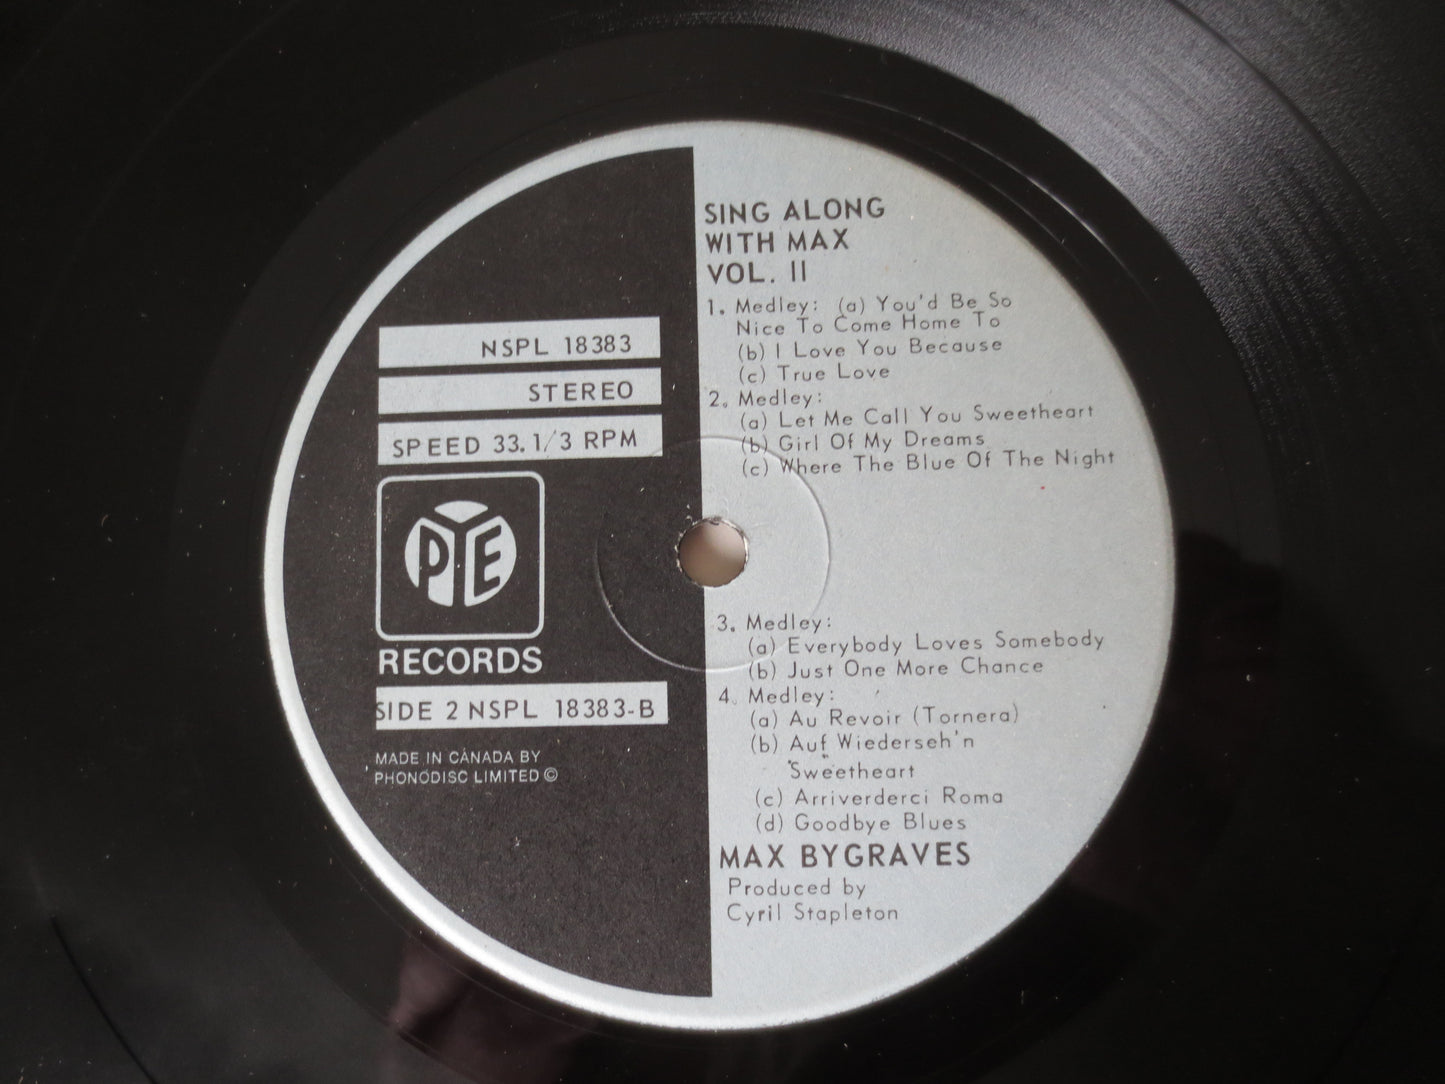 NSPL 18383
STEREO
SPEED 33.1/3 RPM
PYE
RECORDS
SIDE 2 NSPL 18383-B
MADE IN CANADA BY
PHONODISC LIMITED ©
SING ALONG
WITH MAX
VOL. II
1. Medley: (a) You'd Be So
Nice To Come Home To
(b) I Love You Because
(c) True Love
2. Medley:
(a) Let Me Call You Sweetheart
(b) Girl Of My Dreams
(c) Where The Blue Of The Night
3. Medley:
(a) Everybody Loves Somebody
(b) Just One More Chance
4. Medley:
(a) Au Revoir (Tornera)
(b) Auf Wiederseh'n
Sweetheart
(c) Arriverderci Roma
(d) Goodbye Blues
MAX BYGRAVES
Produced by
Cyril Stapleton